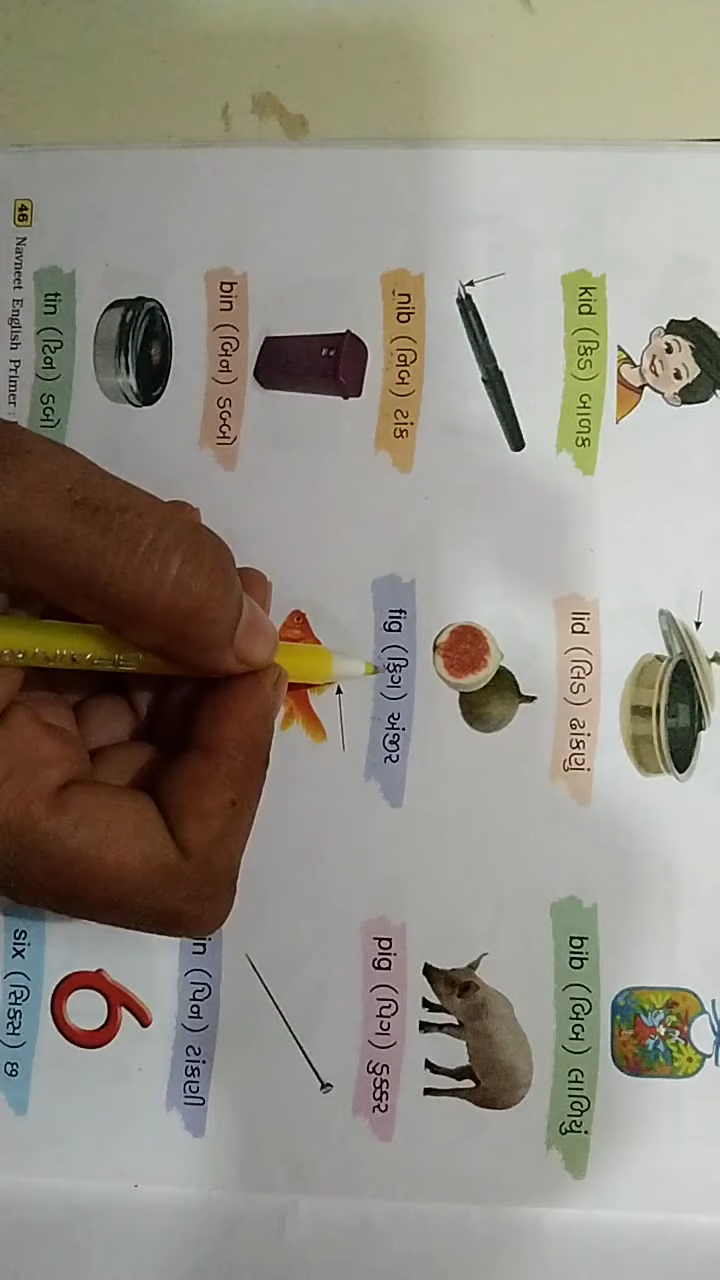 kid (કિડ) બાળક
lid (લિડ) ઢાંકણું
bib (બિબ) લાળિયું
nib (નિબ) ટાંક
fig (ફિગ) અંજીર
pig (પિગ) ડુક્કર
bin (બિન) ડબ્બો
in (પિન) ટાંકણી
tin (ટિન) ડબો
6
six (સિક્સ) છ
46 Navneet English Primer :